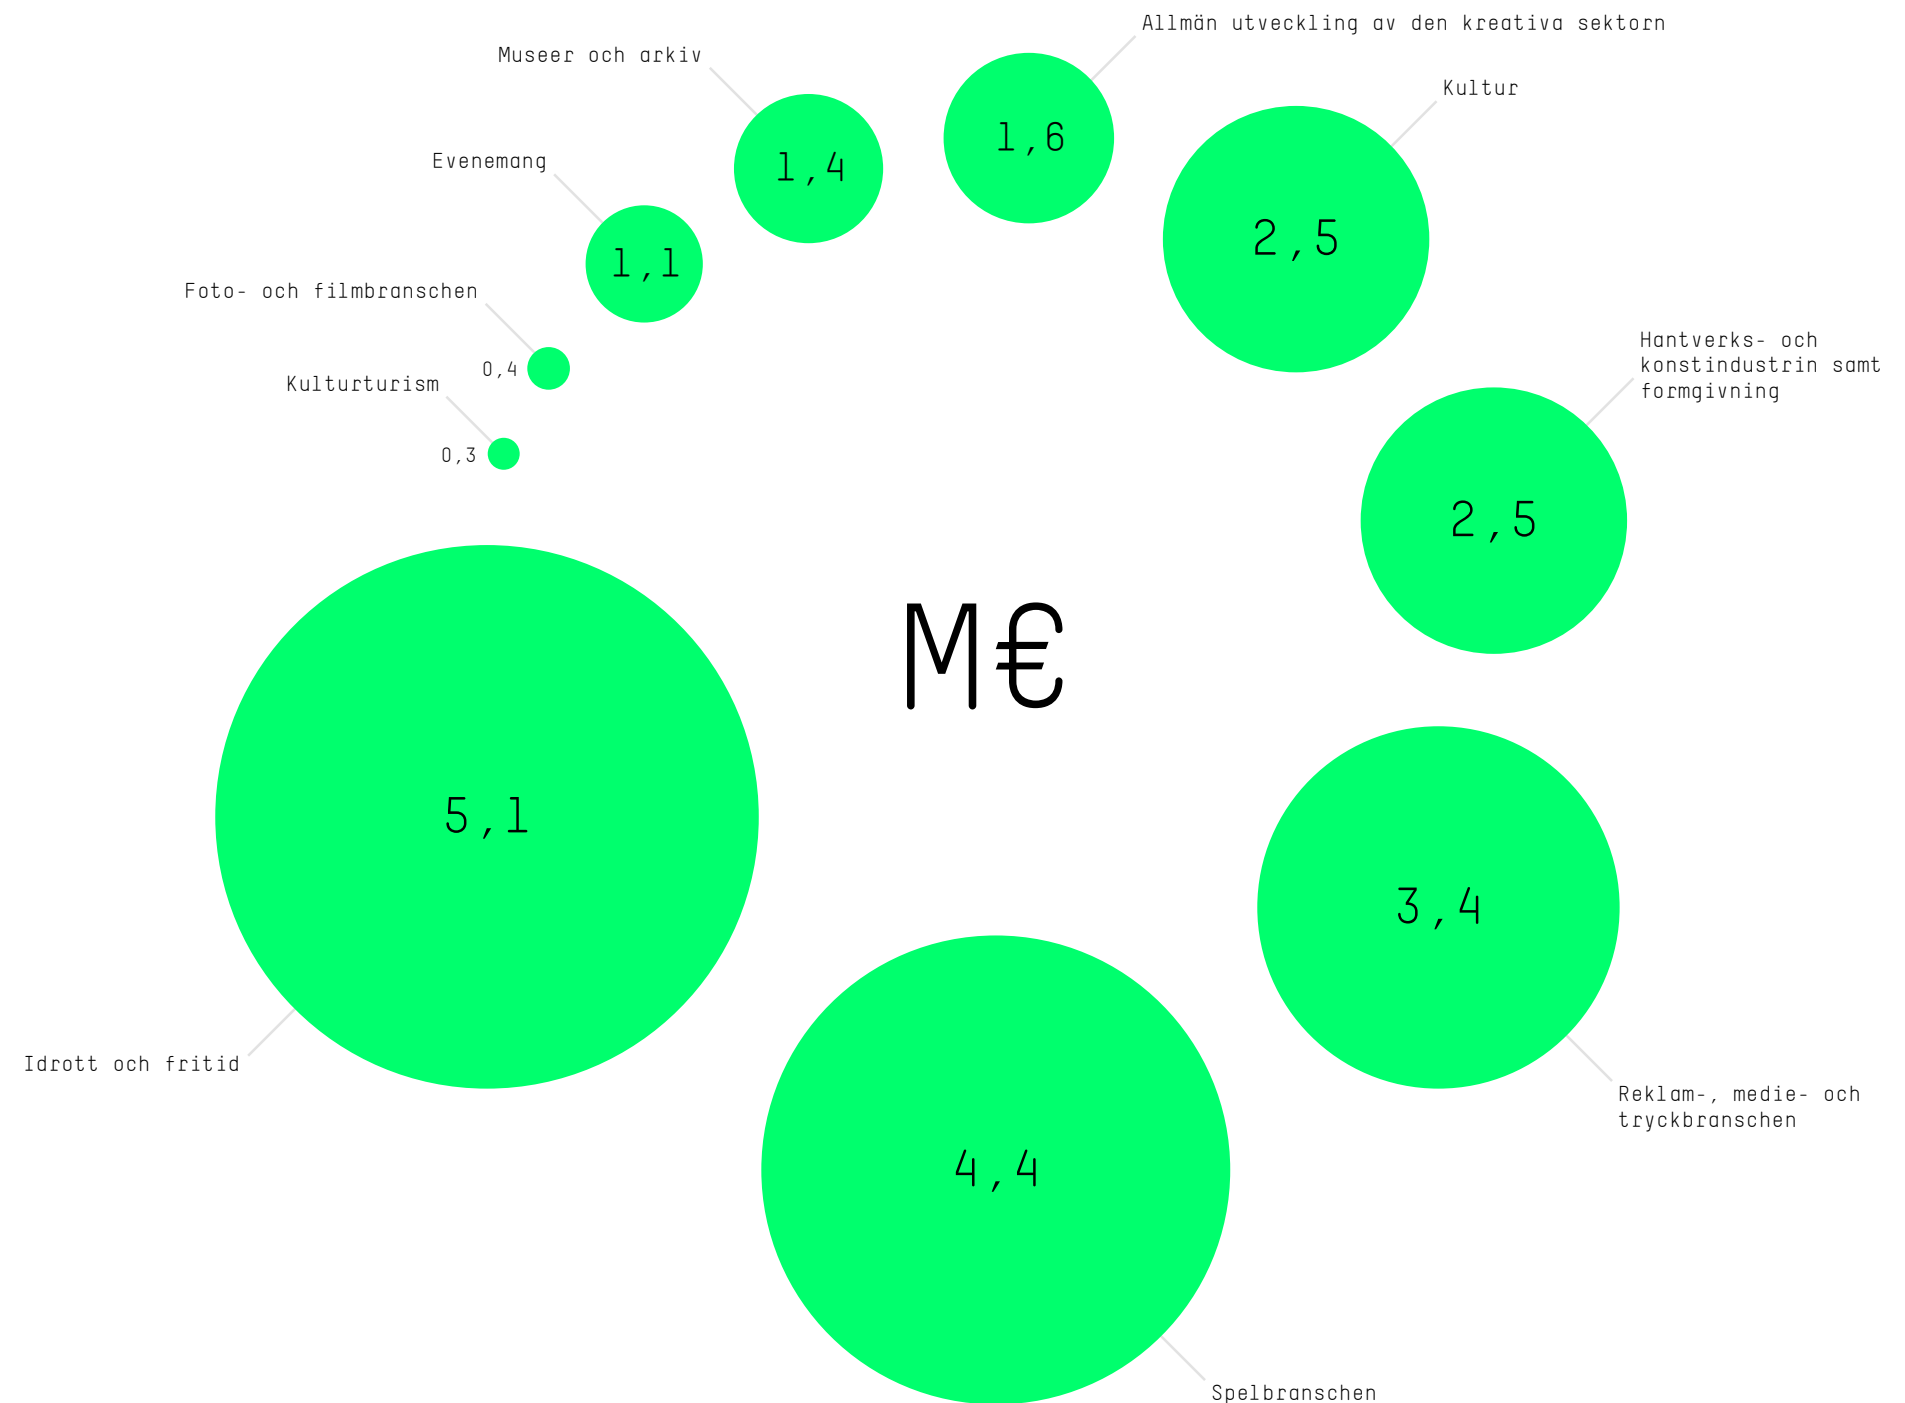 Allmän utveckling av den kreativa sektorn
Museer och arkiv
Kultur
1,6
1,4
Evenemang
2,5
1,1
Foto- och filmbranschen
Hantverks- och
konstindustrin samt
formgivning
0,4
Kulturturism
0,3
2,5
M€
5,1
3,4
Idrott och fritid
Reklam-, medie- och
tryckbranschen
4,4
Spelbranschen